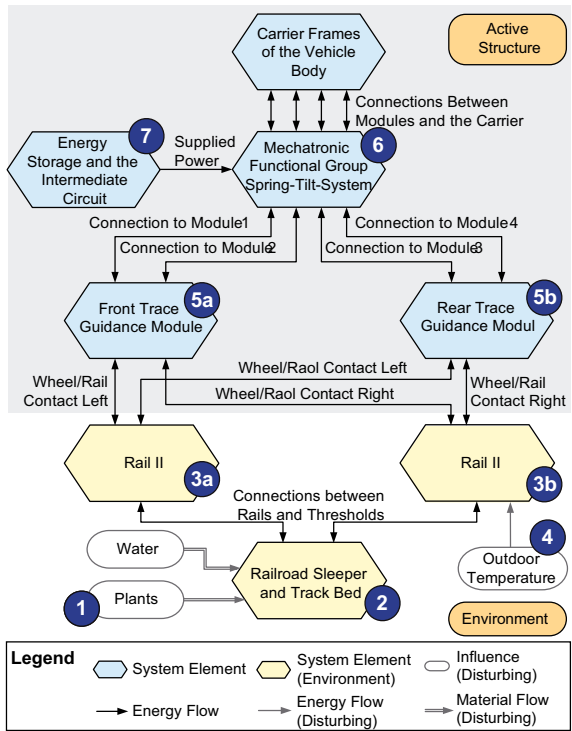 Carrier Frames
of the Vehicle
Body
Active
Structure
Connections Between
Modules and the Carrier
7
Energy
Storage and the
Intermediate
Circuit
Supplied
Power
6
Mechatronic
Functional Group
Spring-Tilt-System
Connection to Module1
Connection to Module2
Connection to Module4
Connection to Module3
5a
Front Trace
Guidance Module
5b
Rear Trace
Guidance Modul
Wheel/Rail
Contact Left
Wheel/Raol Contact Left
Wheel/Raol Contact Right
Wheel/Rail
Contact Right
Rail II
3a
Rail II
3b
Connections between
Rails and Thresholds
Water
1
Plants
Railroad Sleeper
and Track Bed
2
4
Outdoor
Temperature
Environment
Legend
System Element
System Element
(Environment)
Influence
(Disturbing)
Energy Flow
Energy Flow
(Disturbing)
Material Flow
(Disturbing)